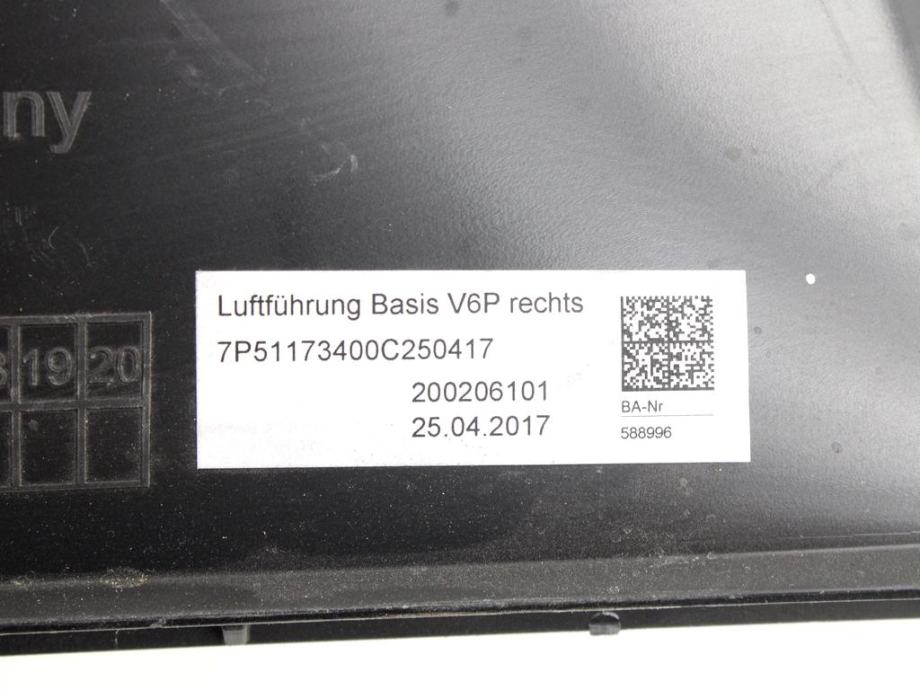 ny
19 20
Luftführung Basis V6P rechts
7P51173400C250417
200206101
25.04.2017
BA-Nr
588996